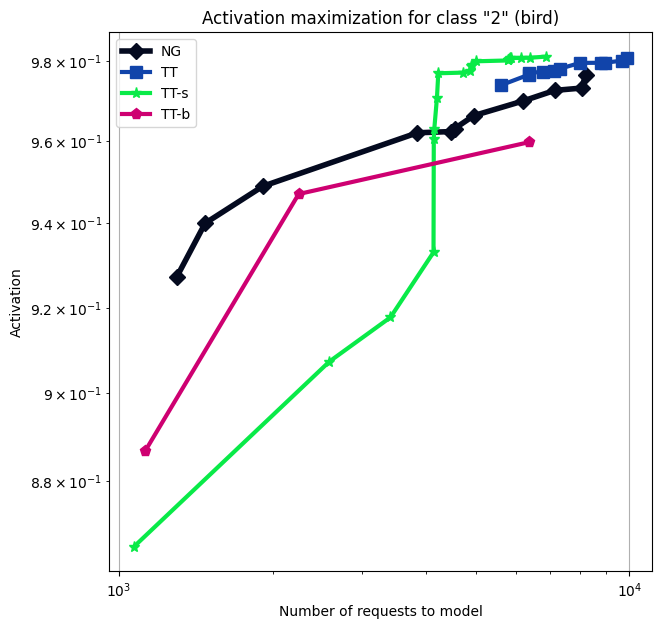 Activation maximization for class "2" (bird)
NG
TT
TT-s
TT-b
Activation
9.8 × 10⁻¹
9.6 × 10⁻¹
9.4 × 10⁻¹
9.2 × 10⁻¹
9 × 10⁻¹
8.8 × 10⁻¹
10³
10⁴
Number of requests to model